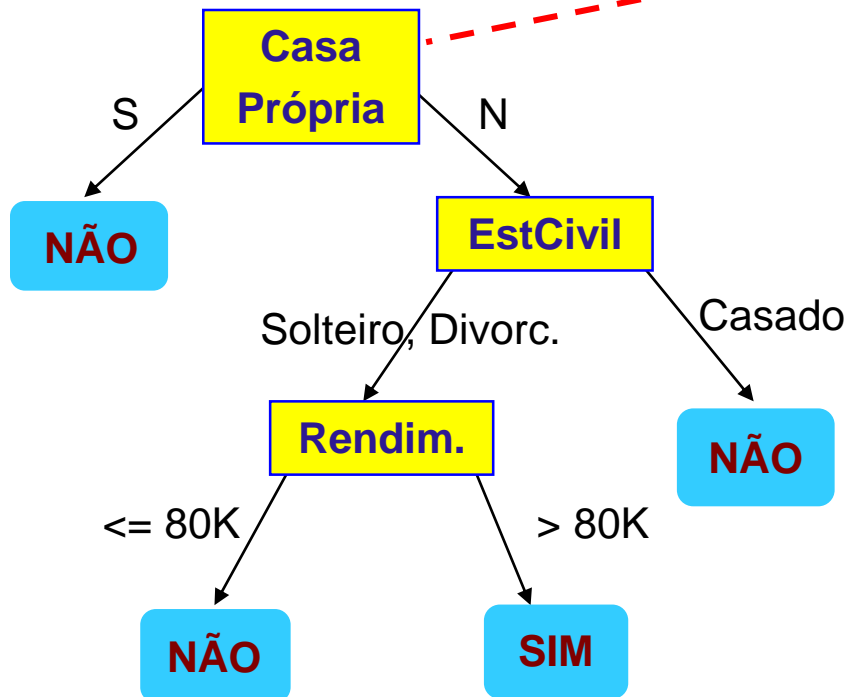 Casa
Própria
S
N
NÃO
EstCivil
Solteiro, Divorc.
Casado
Rendim.
NÃO
<= 80K
> 80K
NÃO
SIM